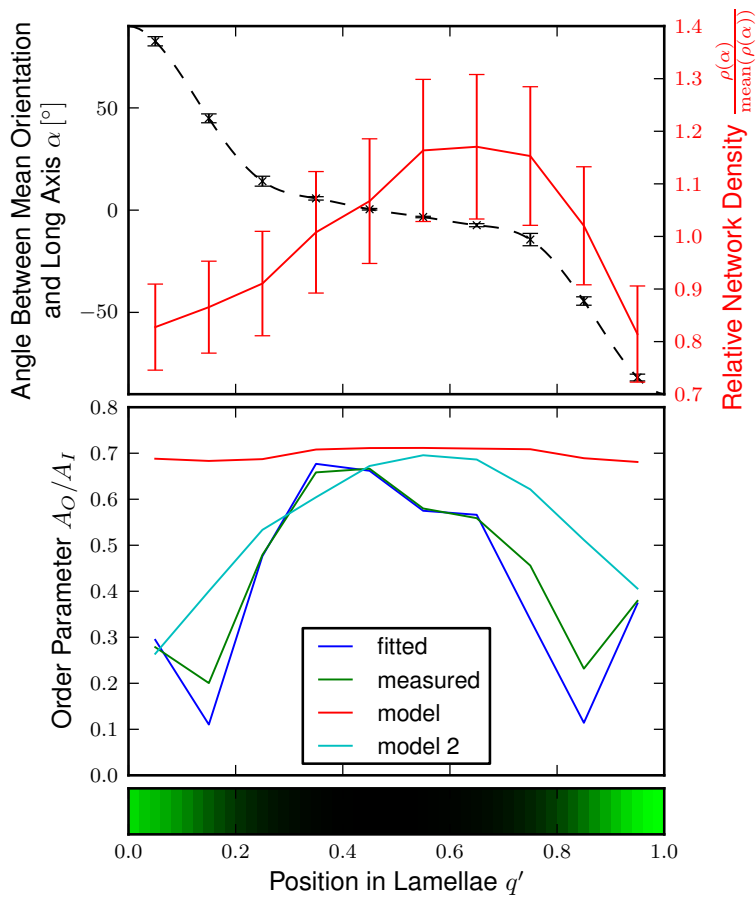 Angle Between Mean Orientation
and Long Axis α [°]
50
0
−50
1.4
1.3
1.2
1.1
1.0
0.9
0.8
0.7
Relative Network Density ρ(α)/mean(ρ(α))
Order Parameter A_O/A_I
0.8
0.7
0.6
0.5
0.4
0.3
0.2
0.1
0.0
fitted
measured
model
model 2
0.0 0.2 0.4 0.6 0.8 1.0
Position in Lamellae q′